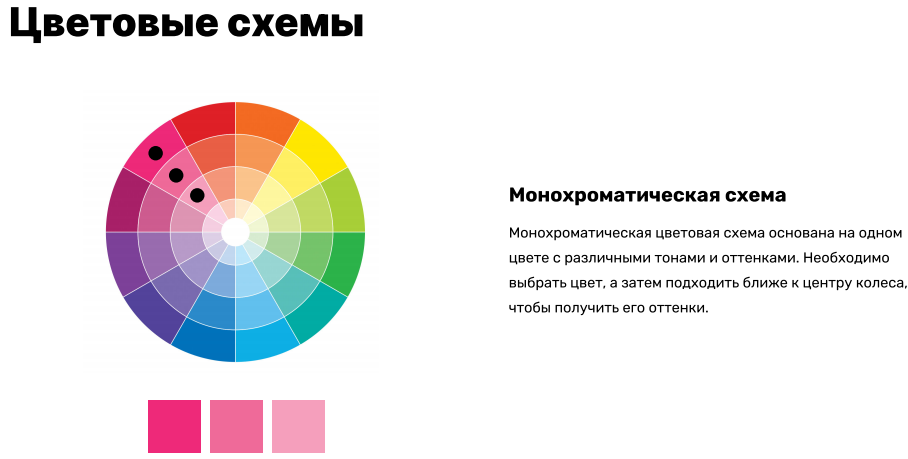 Цветовые схемы
Монохроматическая схема
Монохроматическая цветовая схема основана на одном
цвете с различными тонами и оттенками. Необходимо
выбрать цвет, а затем подходить ближе к центру колеса,
чтобы получить его оттенки.